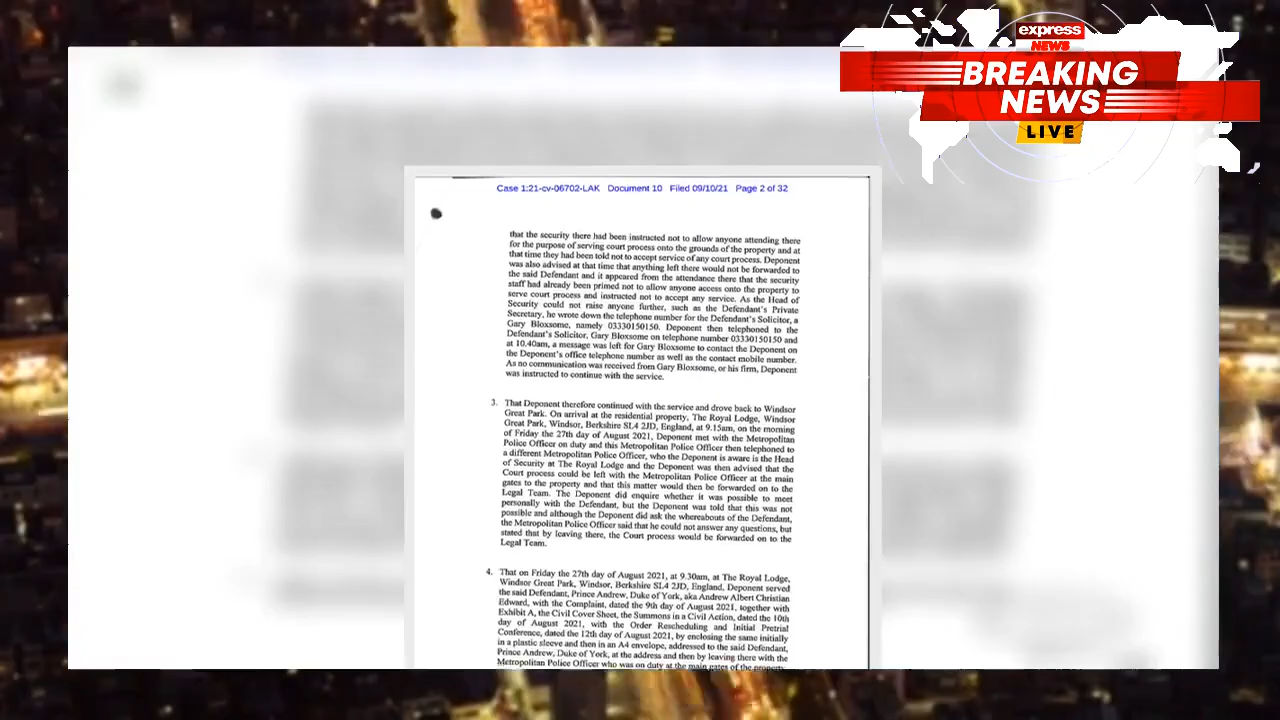 express
NEWS
BREAKING
NEWS
LIVE
Case 1:21-cv-06702-LAK Document 10 Filed 09/10/21 Page 2 of 32
that the security there had been instructed not to allow anyone attending there
for the purpose of serving court process onto the grounds of the property and at
that time they had been told not to accept service of any court process. Deponent
was also advised at that time that anything left there would not be forwarded to
the said Defendant and it appeared from the attendance there that the security
staff had already been primed not to allow anyone access onto the property to
serve court process and instructed not to accept any service. As the Head of
Security could not raise anyone further, such as the Defendant's Private
Secretary, he wrote down the telephone number for the Defendant's Solicitor, a
Gary Bloxsome, namely 03330150150. Deponent then telephoned to the
Defendant's Solicitor, Gary Bloxsome on telephone number 03330150150 and
at 10.40am, a message was left for Gary Bloxsome to contact the Deponent on
the Deponent's office telephone number as well as the contact mobile number.
As no communication was received from Gary Bloxsome, or his firm, Deponent
was instructed to continue with the service.
3. That Deponent therefore continued with the service and drove back to Windsor
Great Park. On arrival at the residential property, The Royal Lodge, Windsor
Great Park, Windsor, Berkshire SL4 2JD, England, at 9.15am, on the morning
of Friday the 27th day of August 2021, Deponent met with the Metropolitan
Police Officer on duty and this Metropolitan Police Officer then telephoned to
a different Metropolitan Police Officer, who the Deponent is aware is the Head
of Security at The Royal Lodge and the Deponent was then advised that the
Court process could be left with the Metropolitan Police Officer at the main
gates to the property and that this matter would then be forwarded on to the
Legal Team. The Deponent did enquire whether it was possible to meet
personally with the Defendant, but the Deponent was told that this was not
possible and although the Deponent did ask the whereabouts of the Defendant,
the Metropolitan Police Officer said that he could not answer any questions, but
stated that by leaving there, the Court process would be forwarded on to the
Legal Team.
4. That on Friday the 27th day of August 2021, at 9.30am, at The Royal Lodge,
Windsor Great Park, Windsor, Berkshire SL4 2JD, England, Deponent served
the said Defendant, Prince Andrew, Duke of York, aka Andrew Albert Christian
Edward, with the Complaint, dated the 9th day of August 2021, together with
Exhibit A, the Civil Cover Sheet, the Summons in a Civil Action, dated the 10th
day of August 2021, with the Order Rescheduling and Initial Pretrial
Conference, dated the 12th day of August 2021, by enclosing the same initially
in a plastic sleeve and then in an A4 envelope, addressed to the said Defendant,
Prince Andrew, Duke of York, at the address and then by leaving there with the
Metropolitan Police Officer who was on duty at the main gates of the property,